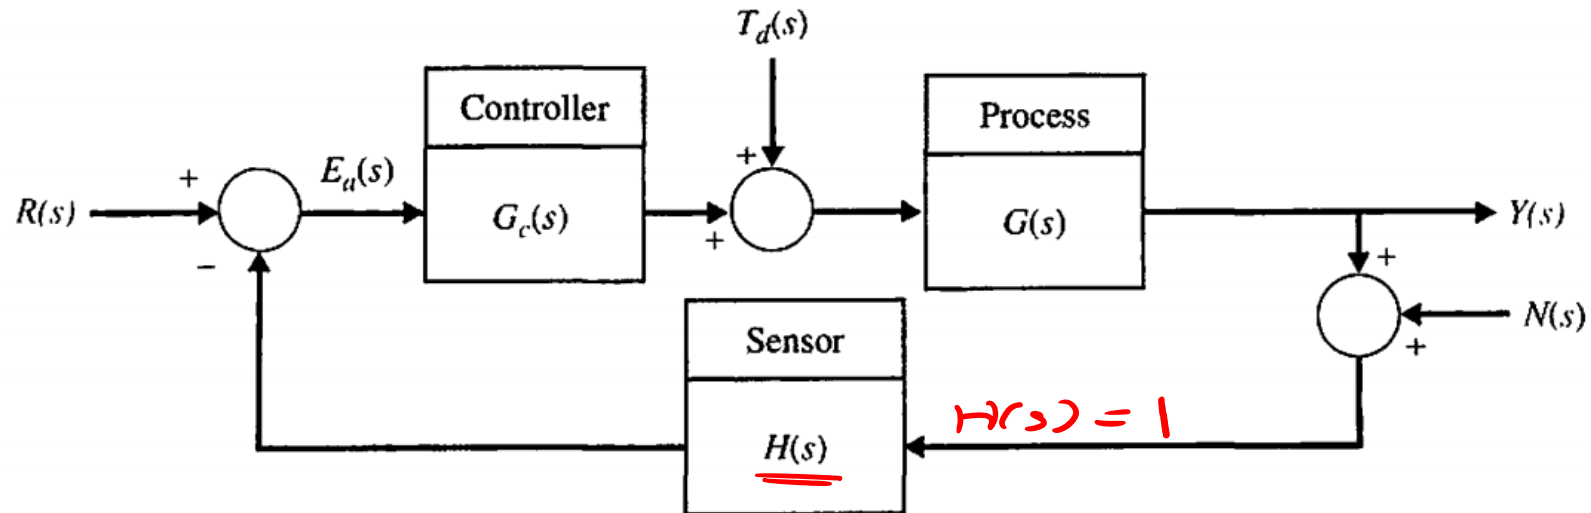 T_d(s)
Controller
Process
+
+
E_a(s)
R(s)
G_c(s)
+
G(s)
Y(s)
−
+
N(s)
+
Sensor
H(s) = 1
H(s)